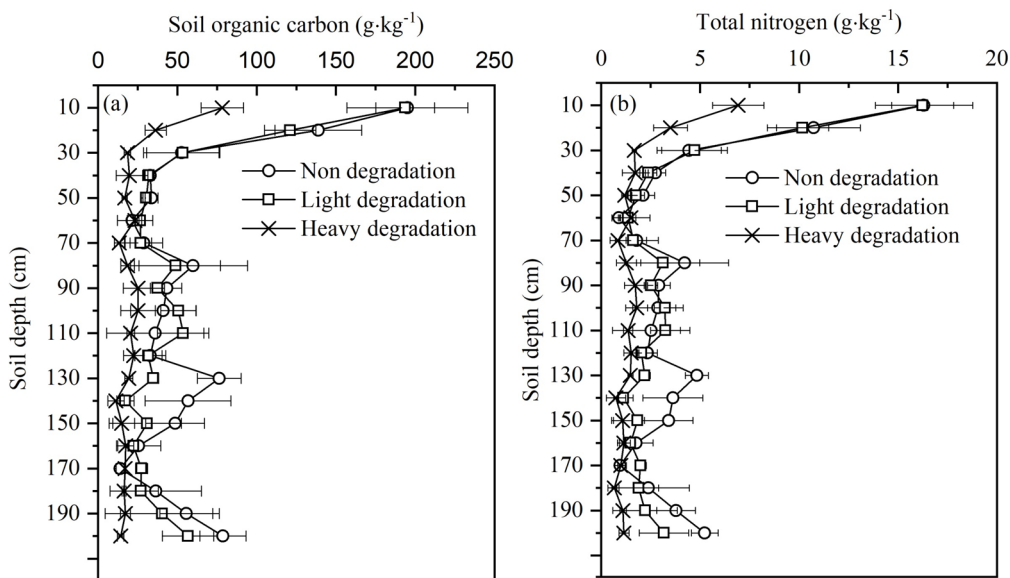 Soil organic carbon (g·kg⁻¹)
0 50 100 150 200 250
(a)
10
30
50
70
90
110
130
150
170
190
Soil depth (cm)
Non degradation
Light degradation
Heavy degradation
Total nitrogen (g·kg⁻¹)
0 5 10 15 20
(b)
10
30
50
70
90
110
130
150
170
190
Soil depth (cm)
Non degradation
Light degradation
Heavy degradation